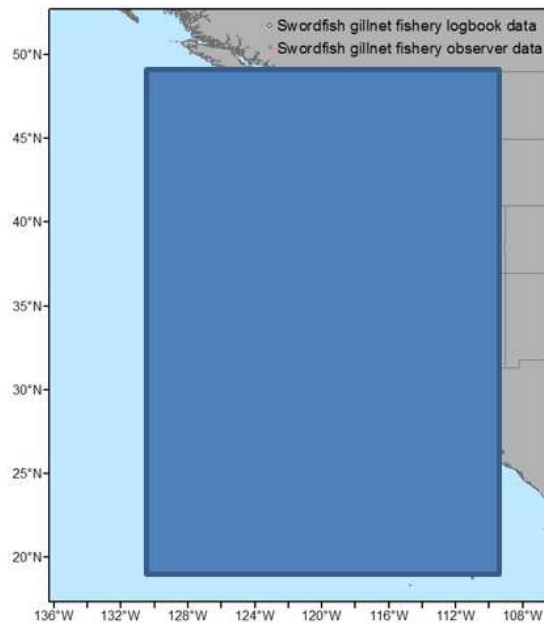 Swordfish gillnet fishery logbook data
Swordfish gillnet fishery observer data
50°N
45°N
40°N
35°N
30°N
25°N
20°N
136°W 132°W 128°W 124°W 120°W 116°W 112°W 108°W